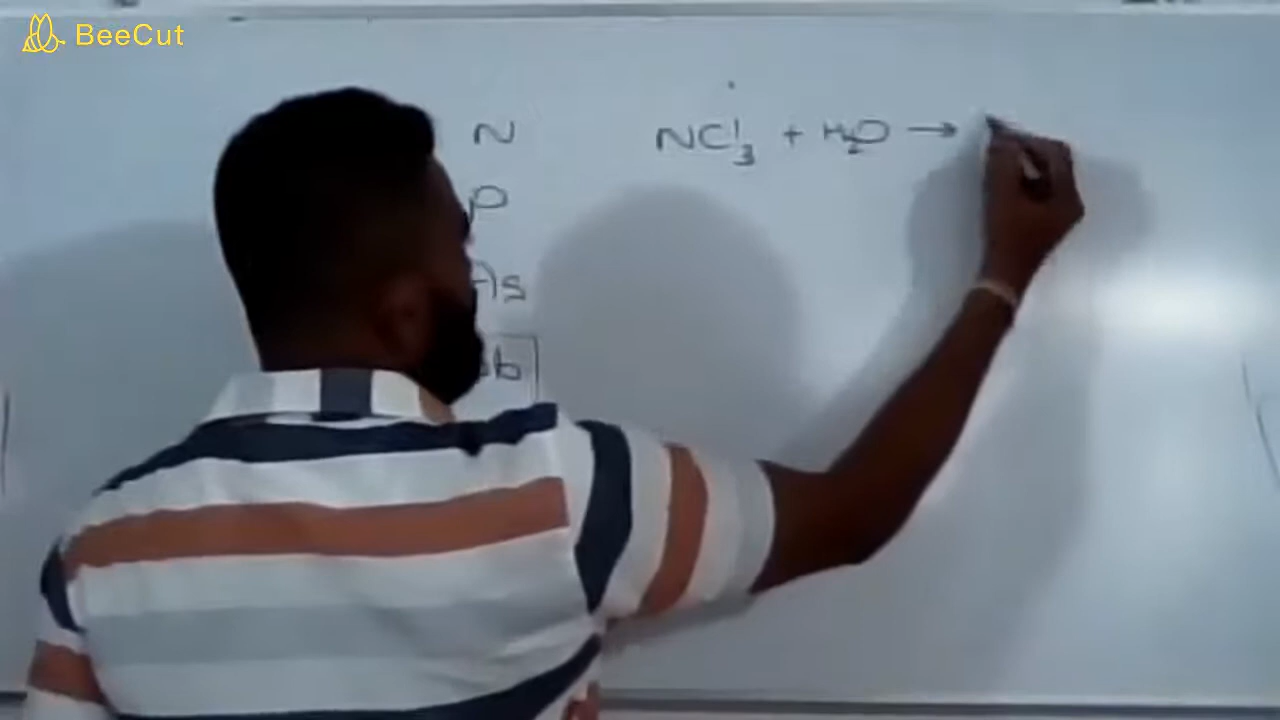 BeeCut
N NCl₃ + H₂O →
P
As
Sb